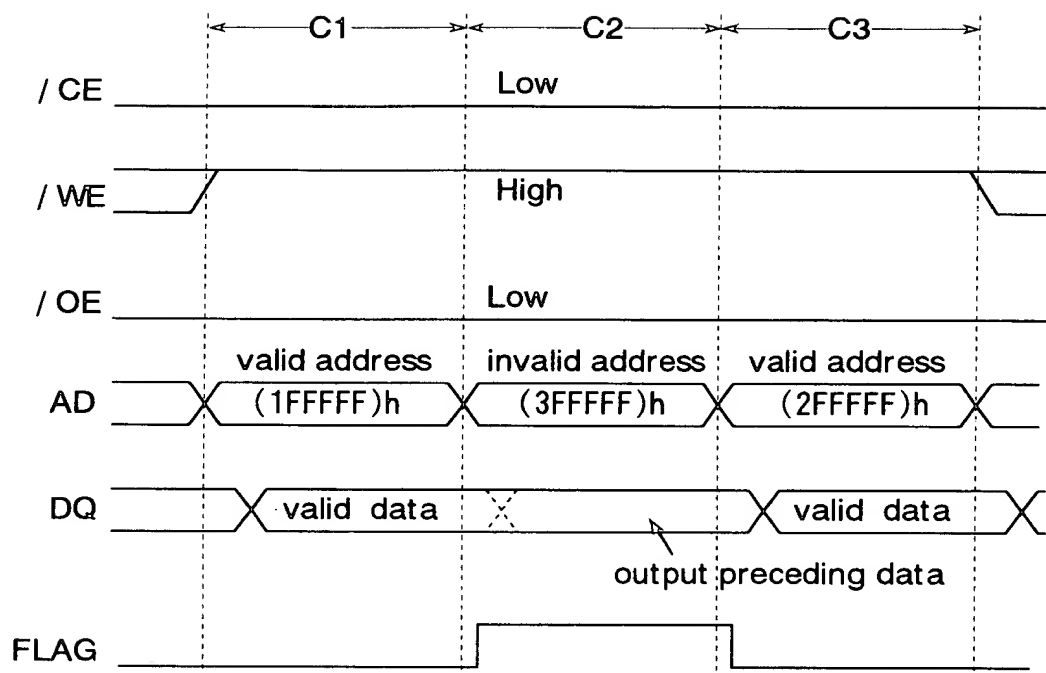 C1 C2 C3
/ CE Low
/ WE High
/ OE Low
valid address invalid address valid address
AD (1FFFFF)h (3FFFFF)h (2FFFFF)h
DQ valid data valid data
output preceding data
FLAG